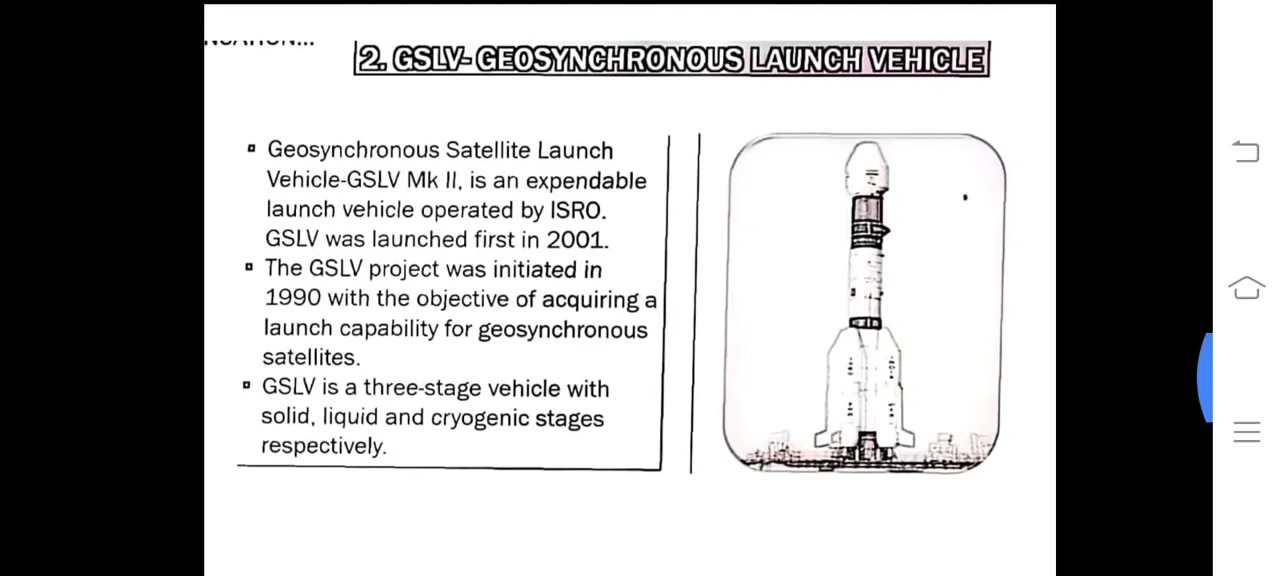 2. GSLV- GEOSYNCHRONOUS LAUNCH VEHICLE
Geosynchronous Satellite Launch
Vehicle-GSLV Mk II, is an expendable
launch vehicle operated by ISRO.
GSLV was launched first in 2001.
The GSLV project was initiated in
1990 with the objective of acquiring a
launch capability for geosynchronous
satellites.
GSLV is a three-stage vehicle with
solid, liquid and cryogenic stages
respectively.